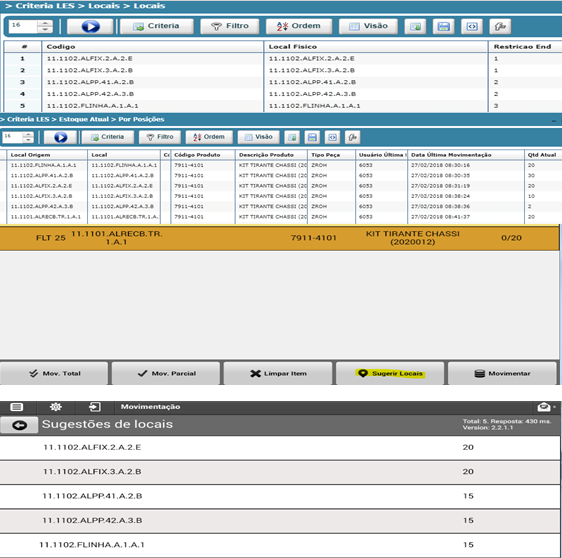 > Criteria LES > Locais > Locais
16 Criteria Filtro Ordem Visão
# Codigo Local Fisico Restricao End
1 11.1102.ALFIX.2.A.2.E 11.1102.ALFIX.2.A.2.E 1
2 11.1102.ALFIX.3.A.2.B 11.1102.ALFIX.3.A.2.B 1
3 11.1102.ALPP.41.A.2.B 11.1102.ALPP.41.A.2.B 2
4 11.1102.ALPP.42.A.3.B 11.1102.ALPP.42.A.3.B 2
5 11.1102.FLINHA.A.1.A.1 11.1102.FLINHA.A.1.A.1 3
> Criteria LES > Estoque Atual > Por Posições
16 Criteria Filtro Ordem Visão
Local Origem Local Código Produto Descrição Produto Tipo Peça Usuário Última Data Última Movimentação Qtd Atual
11.1102.FLINHA.A.1.A.1 11.1102.FLINHA.A.1.A.1 7911-4101 KIT TIRANTE CHASSI (20 ZROH 6053 27/02/2018 08:30:16 20
11.1102.ALPP.41.A.2.B 11.1102.ALPP.41.A.2.B 7911-4101 KIT TIRANTE CHASSI (20 ZROH 6053 27/02/2018 08:30:35 30
11.1102.ALFIX.2.A.2.E 11.1102.ALFIX.2.A.2.E 7911-4101 KIT TIRANTE CHASSI (20 ZROH 6053 27/02/2018 08:31:19 20
11.1102.ALFIX.3.A.2.B 11.1102.ALFIX.3.A.2.B 7911-4101 KIT TIRANTE CHASSI (20 ZROH 6053 27/02/2018 08:38:24 10
11.1102.ALPP.42.A.3.B 11.1102.ALPP.42.A.3.B 7911-4101 KIT TIRANTE CHASSI (20 ZROH 6053 27/02/2018 08:38:36 2
11.1101.ALRECB.TR.1.A.1 11.1101.ALRECB.TR.1.A. 7911-4101 KIT TIRANTE CHASSI (20 ZROH 6053 27/02/2018 08:41:37 20
FLT 25 11.1101.ALRECB.TR.
1.A.1 7911-4101 KIT TIRANTE CHASSI
(2020012) 0/20
Mov. Total Mov. Parcial Limpar Item Sugerir Locais Movimentar
Movimentação
Sugestões de locais Total: 5. Resposta: 430 ms.
Version: 2.2.1.1
11.1102.ALFIX.2.A.2.E 20
11.1102.ALFIX.3.A.2.B 20
11.1102.ALPP.41.A.2.B 15
11.1102.ALPP.42.A.3.B 15
11.1102.FLINHA.A.1.A.1 15